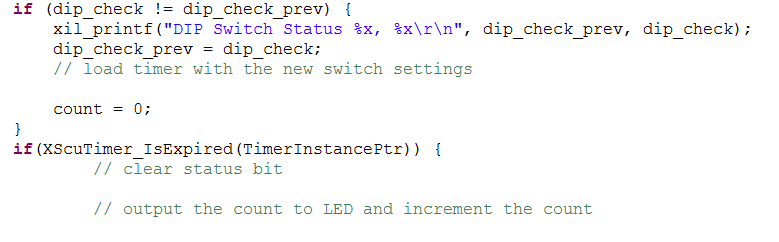 if (dip_check != dip_check_prev) {
xil_printf("DIP Switch Status %x, %x\r\n", dip_check_prev, dip_check);
dip_check_prev = dip_check;
// load timer with the new switch settings
count = 0;
}
if(XScuTimer_IsExpired(TimerInstancePtr)) {
// clear status bit
// output the count to LED and increment the count